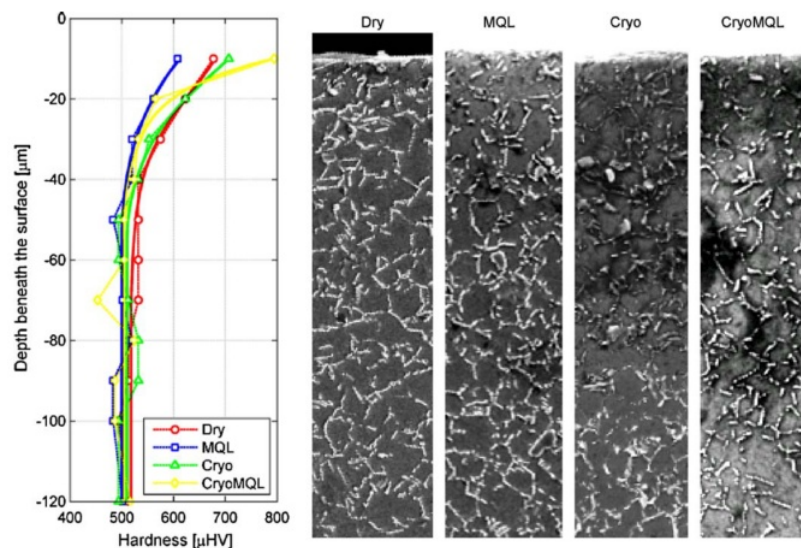 Dry
MQL
Cryo
CryoMQL
0
-20
-40
-60
-80
-100
-120
Depth beneath the surface [μm]
Dry
MQL
Cryo
CryoMQL
400
500
600
700
800
Hardness [μHV]